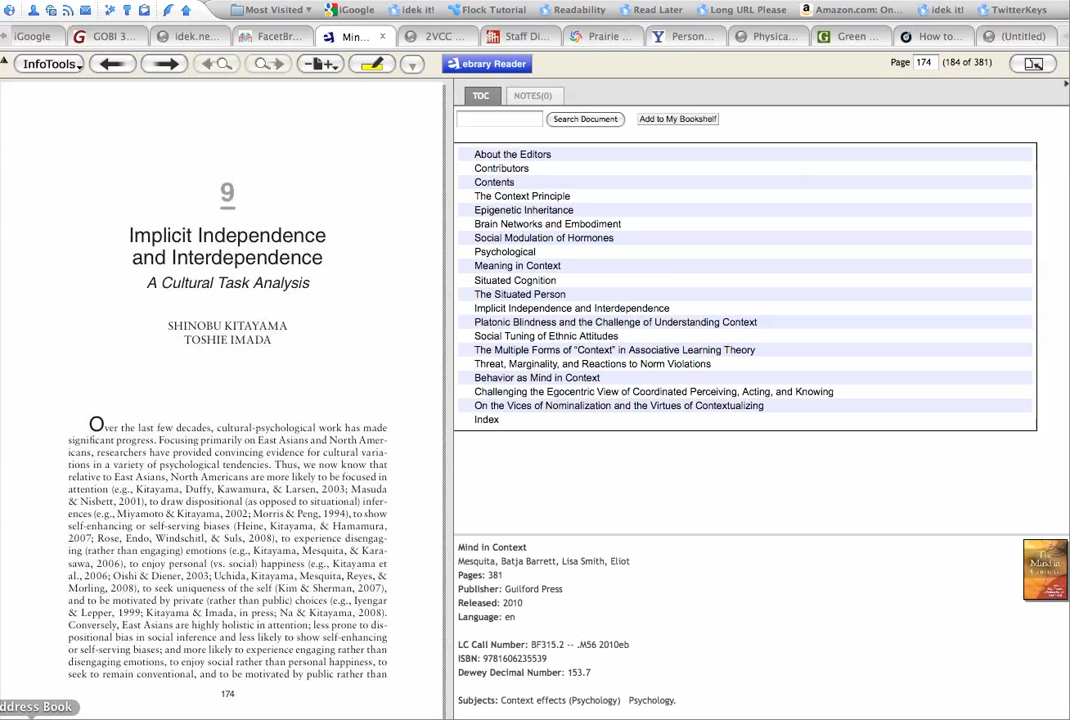 Most Visited ▾ iGoogle idek it! Flock Tutorial Readability Read Later Long URL Please Amazon.com: On... idek it! TwitterKeys
iGoogle GOBI 3... idek.ne... FacetBr... Min... × 2VCC ... Staff Di... Prairie ... Person... Physica... Green ... How to... (Untitled)
InfoTools ebrary Reader Page 174 (184 of 381)
TOC NOTES(0)
Search Document Add to My Bookshelf
9
Implicit Independence
and Interdependence
A Cultural Task Analysis
SHINOBU KITAYAMA
TOSHIE IMADA
Over the last few decades, cultural-psychological work has made
significant progress. Focusing primarily on East Asians and North Amer-
icans, researchers have provided convincing evidence for cultural varia-
tions in a variety of psychological tendencies. Thus, we now know that
relative to East Asians, North Americans are more likely to be focused in
attention (e.g., Kitayama, Duffy, Kawamura, & Larsen, 2003; Masuda
& Nisbett, 2001), to draw dispositional (as opposed to situational) infer-
ences (e.g., Miyamoto & Kitayama, 2002; Morris & Peng, 1994), to show
self-enhancing or self-serving biases (Heine, Kitayama, & Hamamura,
2007; Rose, Endo, Windschitl, & Suls, 2008), to experience disengag-
ing (rather than engaging) emotions (e.g., Kitayama, Mesquita, & Kara-
sawa, 2006), to enjoy personal (vs. social) happiness (e.g., Kitayama et
al., 2006; Oishi & Diener, 2003; Uchida, Kitayama, Mesquita, Reyes, &
Morling, 2008), to seek uniqueness of the self (Kim & Sherman, 2007),
and to be motivated by private (rather than public) choices (e.g., Iyengar
& Lepper, 1999; Kitayama & Imada, in press; Na & Kitayama, 2008).
Conversely, East Asians are highly holistic in attention; less prone to dis-
positional bias in social inference and less likely to show self-enhancing
or self-serving biases; and more likely to experience engaging rather than
disengaging emotions, to enjoy social rather than personal happiness, to
seek to remain conventional, and to be motivated by public rather than
174
ddress Book
About the Editors
Contributors
Contents
The Context Principle
Epigenetic Inheritance
Brain Networks and Embodiment
Social Modulation of Hormones
Psychological
Meaning in Context
Situated Cognition
The Situated Person
Implicit Independence and Interdependence
Platonic Blindness and the Challenge of Understanding Context
Social Tuning of Ethnic Attitudes
The Multiple Forms of “Context” in Associative Learning Theory
Threat, Marginality, and Reactions to Norm Violations
Behavior as Mind in Context
Challenging the Egocentric View of Coordinated Perceiving, Acting, and Knowing
On the Vices of Nominalization and the Virtues of Contextualizing
Index
Mind in Context
Mesquita, Batja Barrett, Lisa Smith, Eliot
Pages: 381
Publisher: Guilford Press
Released: 2010
Language: en
LC Call Number: BF315.2 -- .M56 2010eb
ISBN: 9781606235539
Dewey Decimal Number: 153.7
Subjects: Context effects (Psychology) Psychology.
The
Mind in